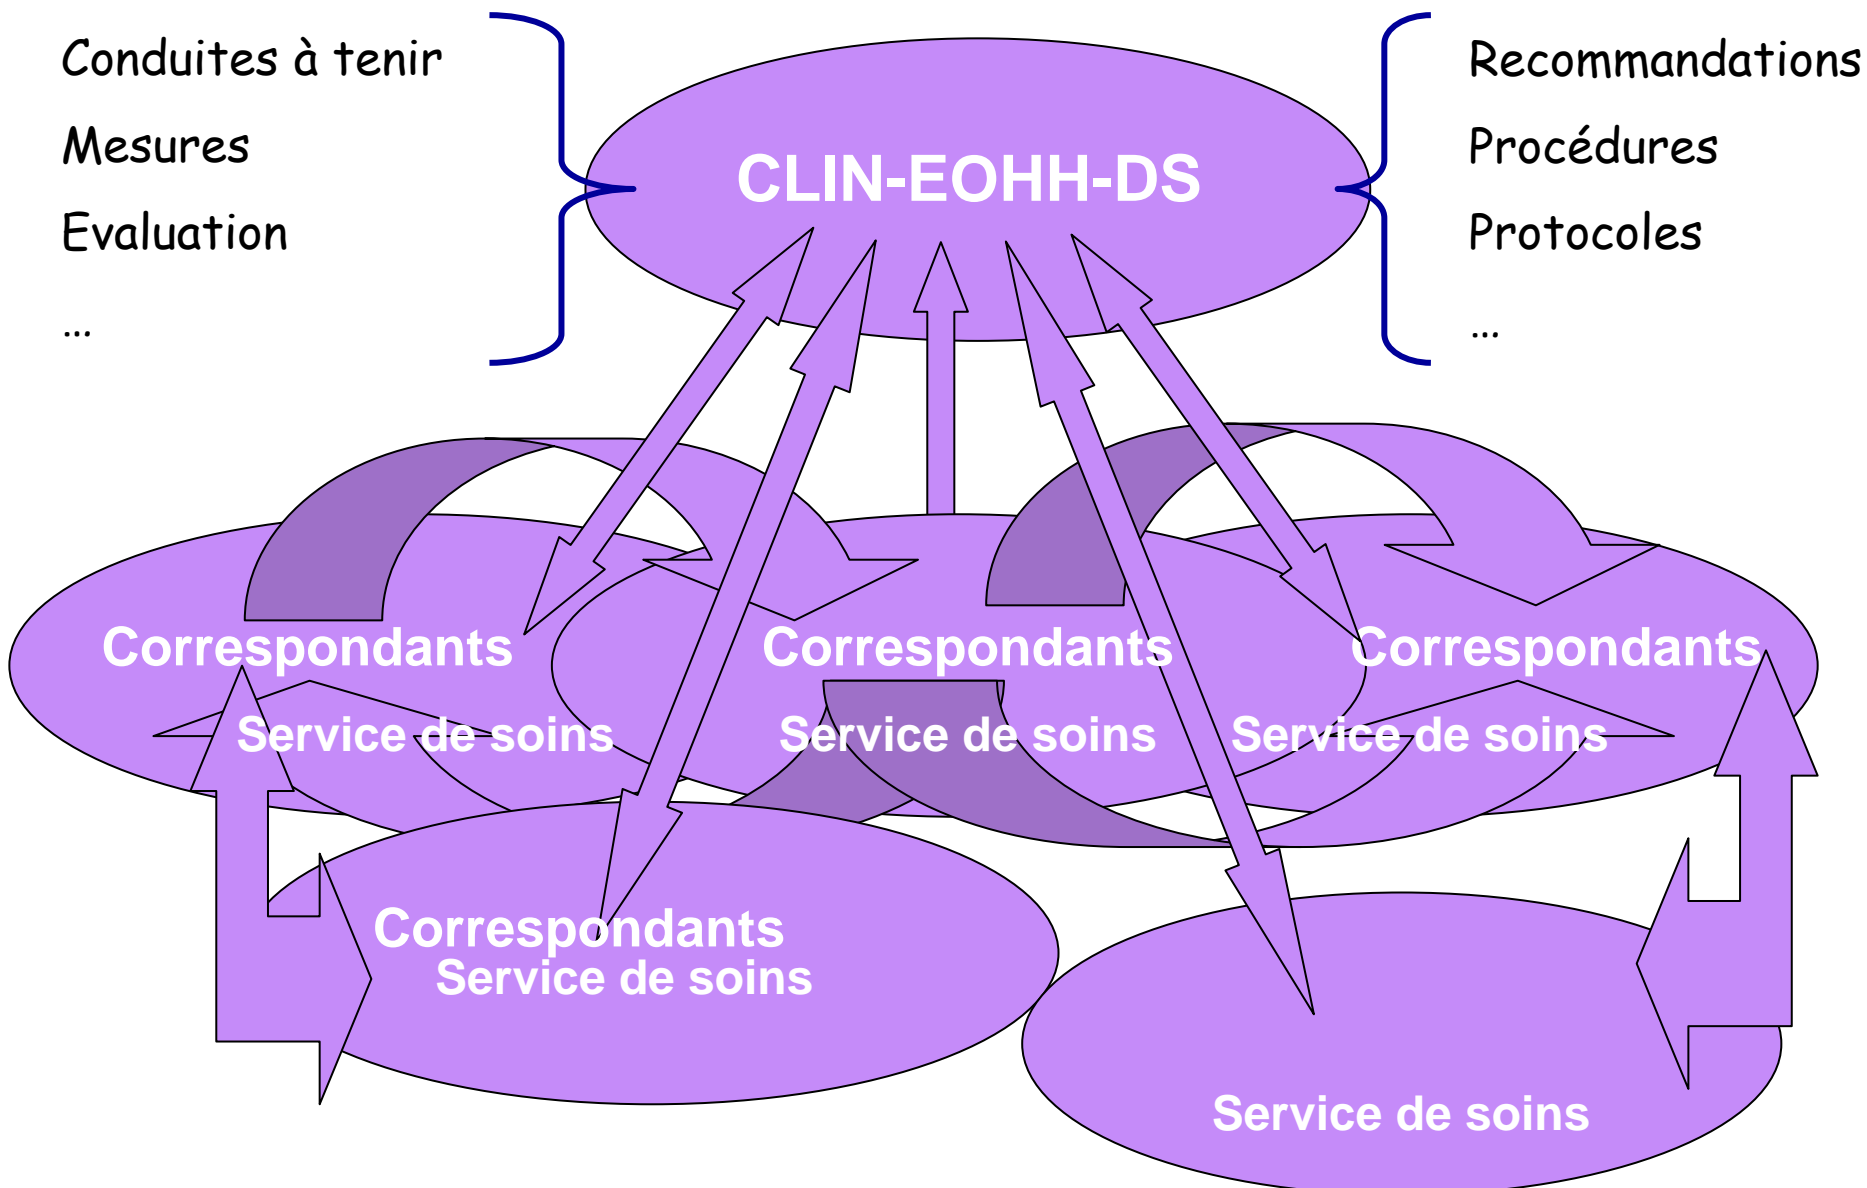 Conduites à tenir
Mesures
Evaluation
…
CLIN-EOHH-DS
Recommandations
Procédures
Protocoles
…
Correspondants
Service de soins
Correspondants
Service de soins
Correspondants
Service de soins
Correspondants
Service de soins
Service de soins